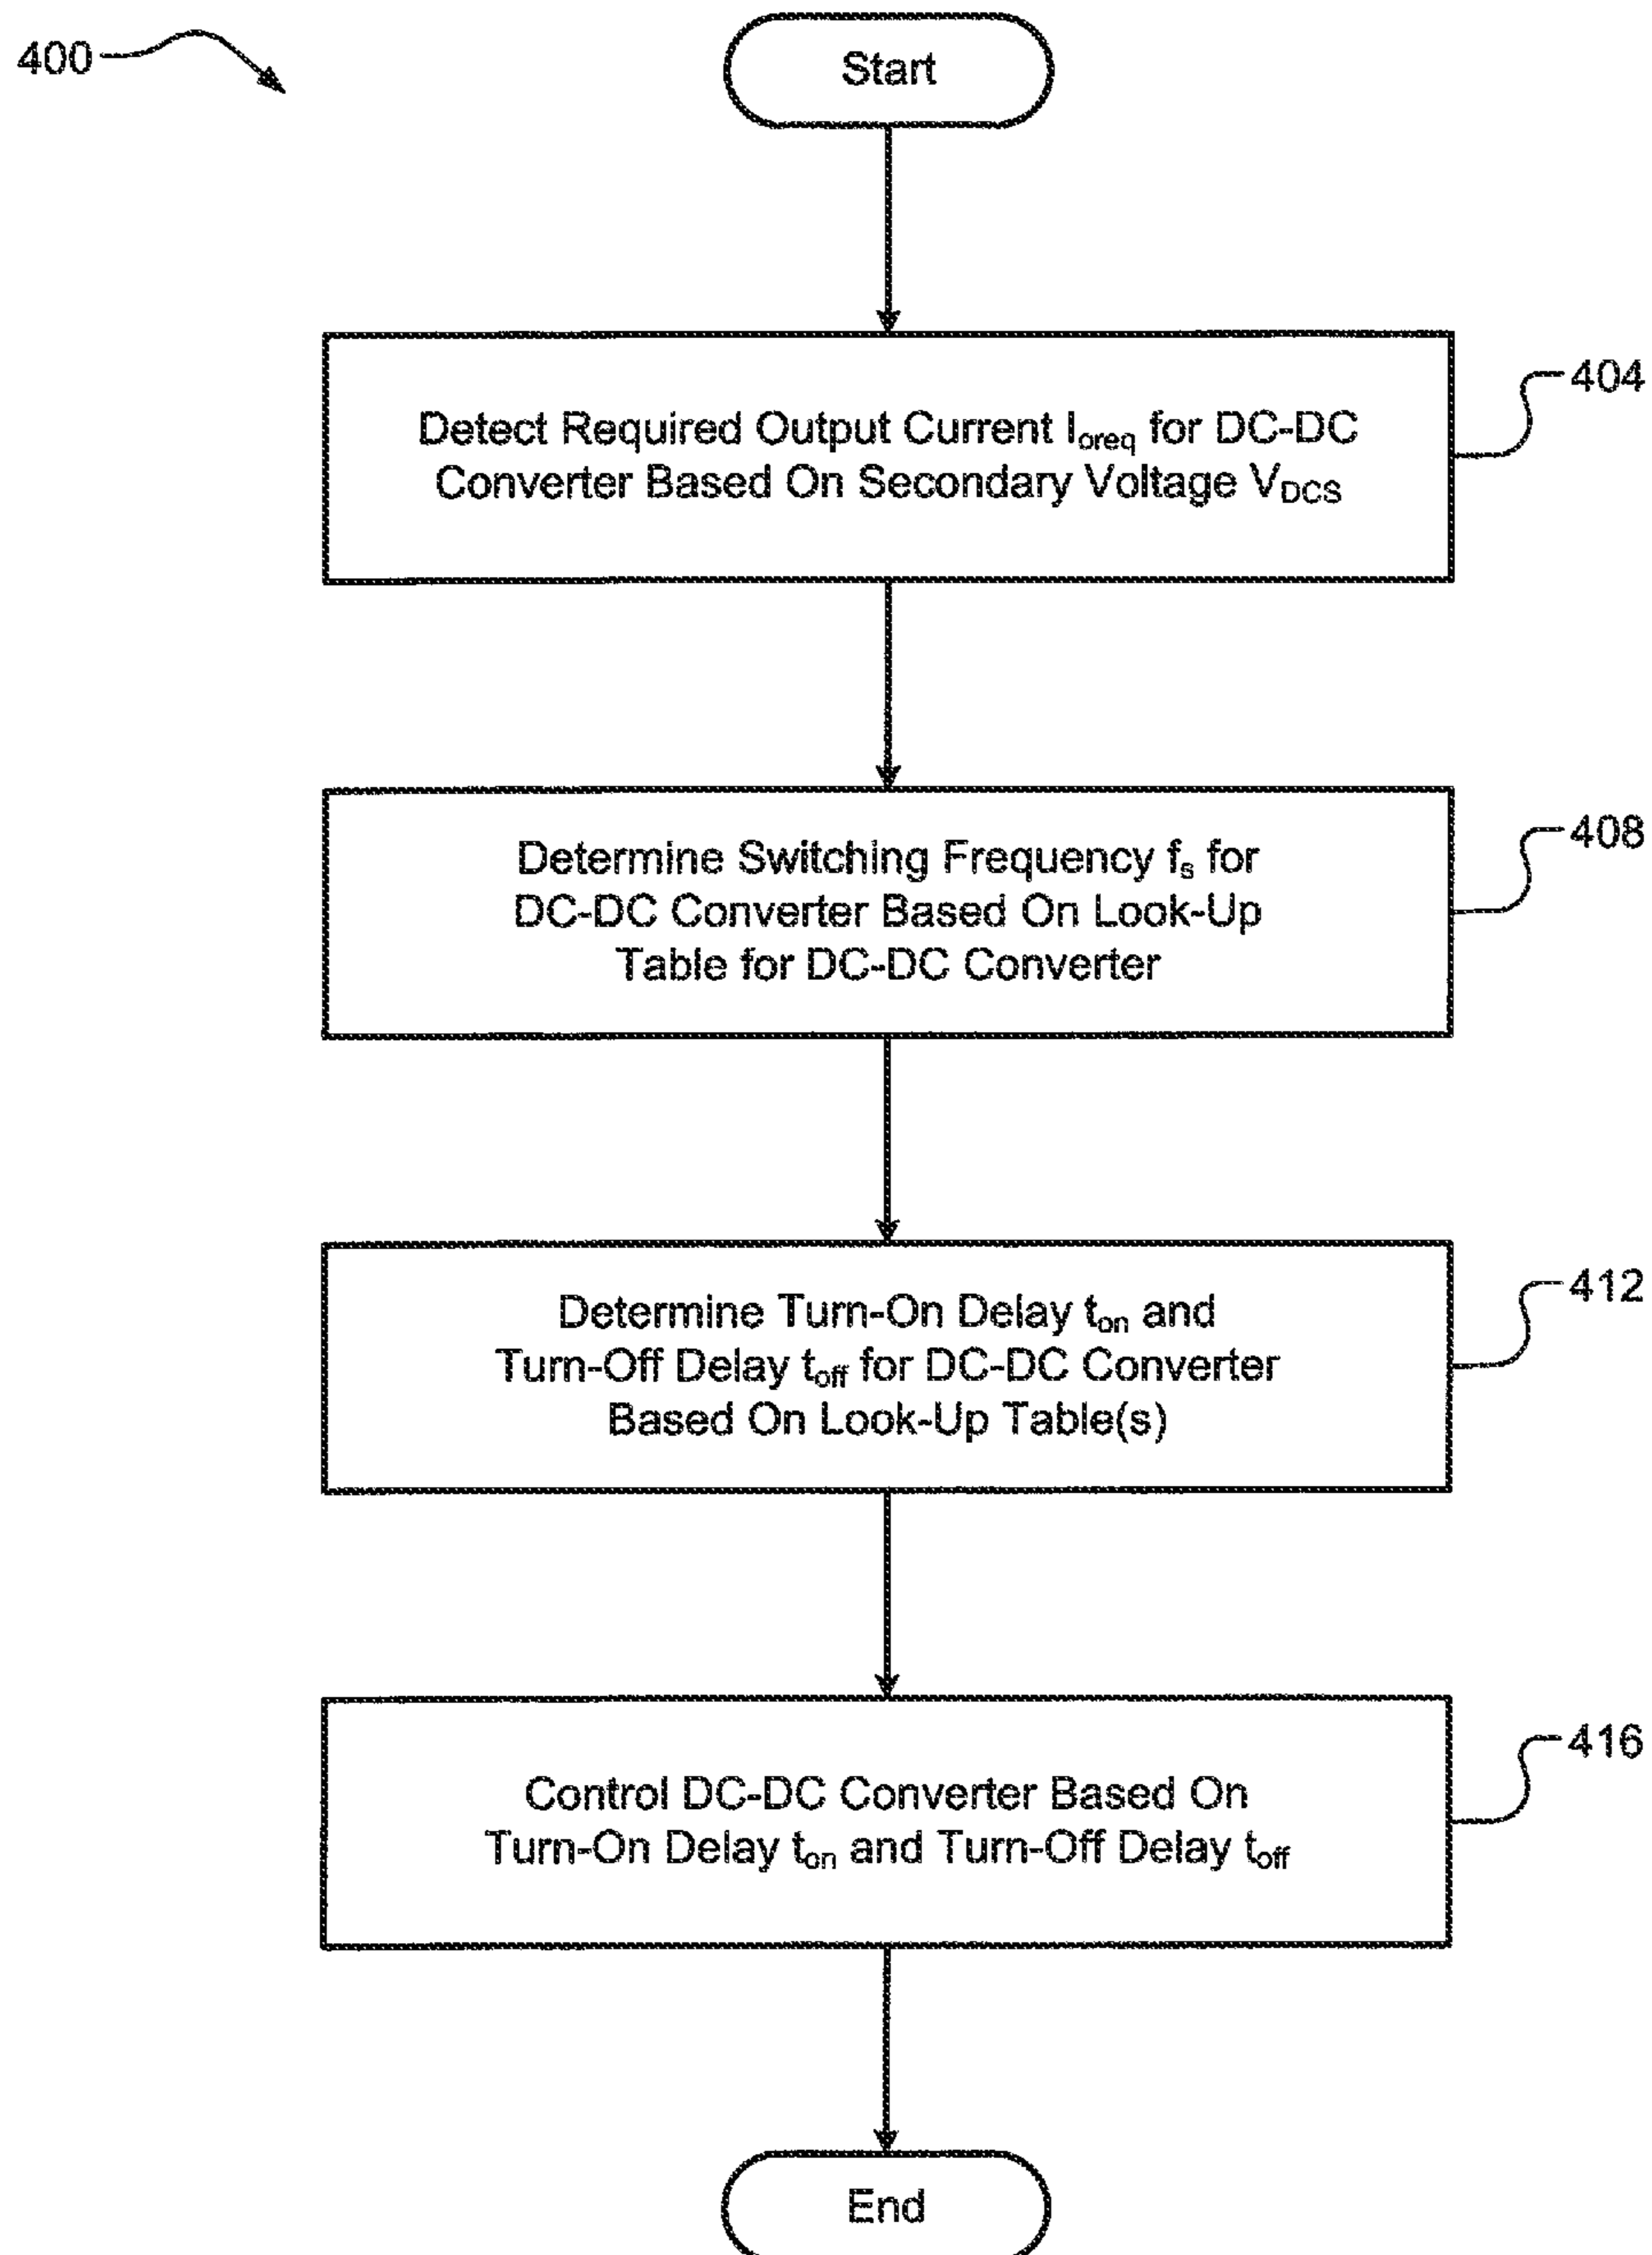 400
Start
Detect Required Output Current Ioreq for DC-DC
Converter Based On Secondary Voltage VDCS
404
Determine Switching Frequency fs for
DC-DC Converter Based On Look-Up
Table for DC-DC Converter
408
Determine Turn-On Delay ton and
Turn-Off Delay toff for DC-DC Converter
Based On Look-Up Table(s)
412
Control DC-DC Converter Based On
Turn-On Delay ton and Turn-Off Delay toff
416
End